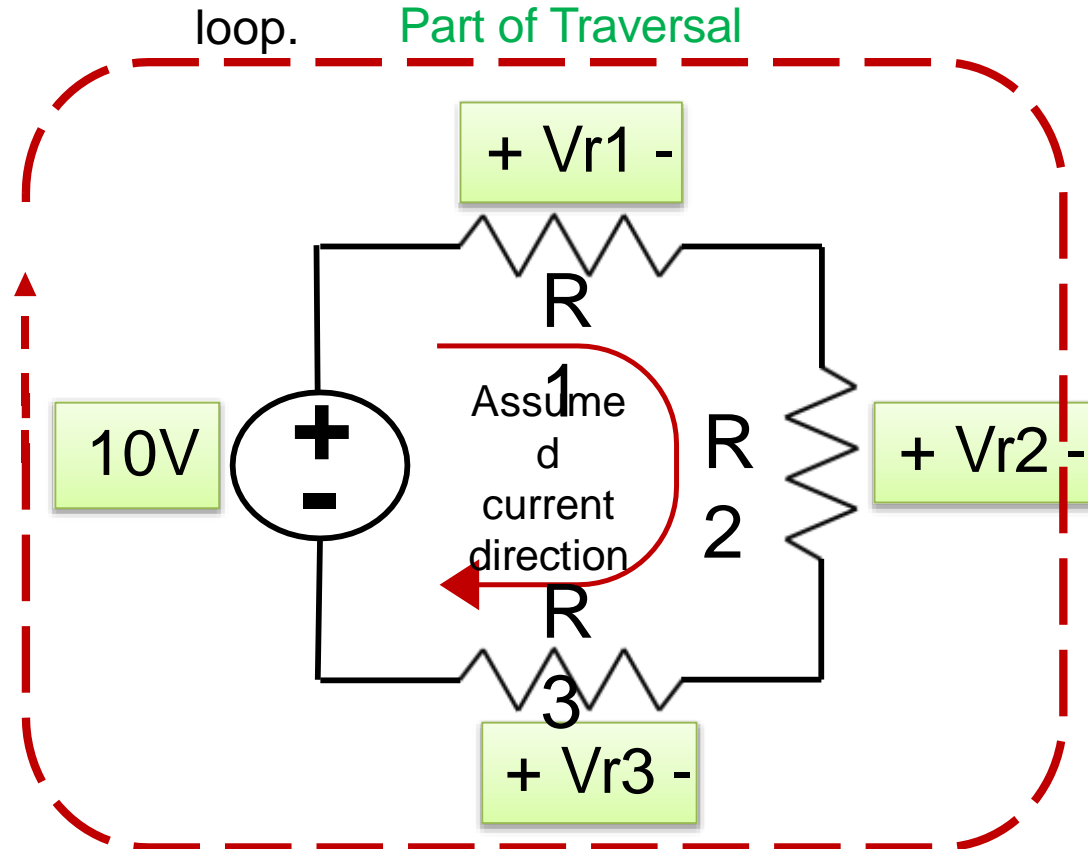 loop. Part of Traversal
+ Vr1 -
R
1
10V
+
-
Assume
d
current
direction
R
2
+ Vr2 -
R
3
+ Vr3 -